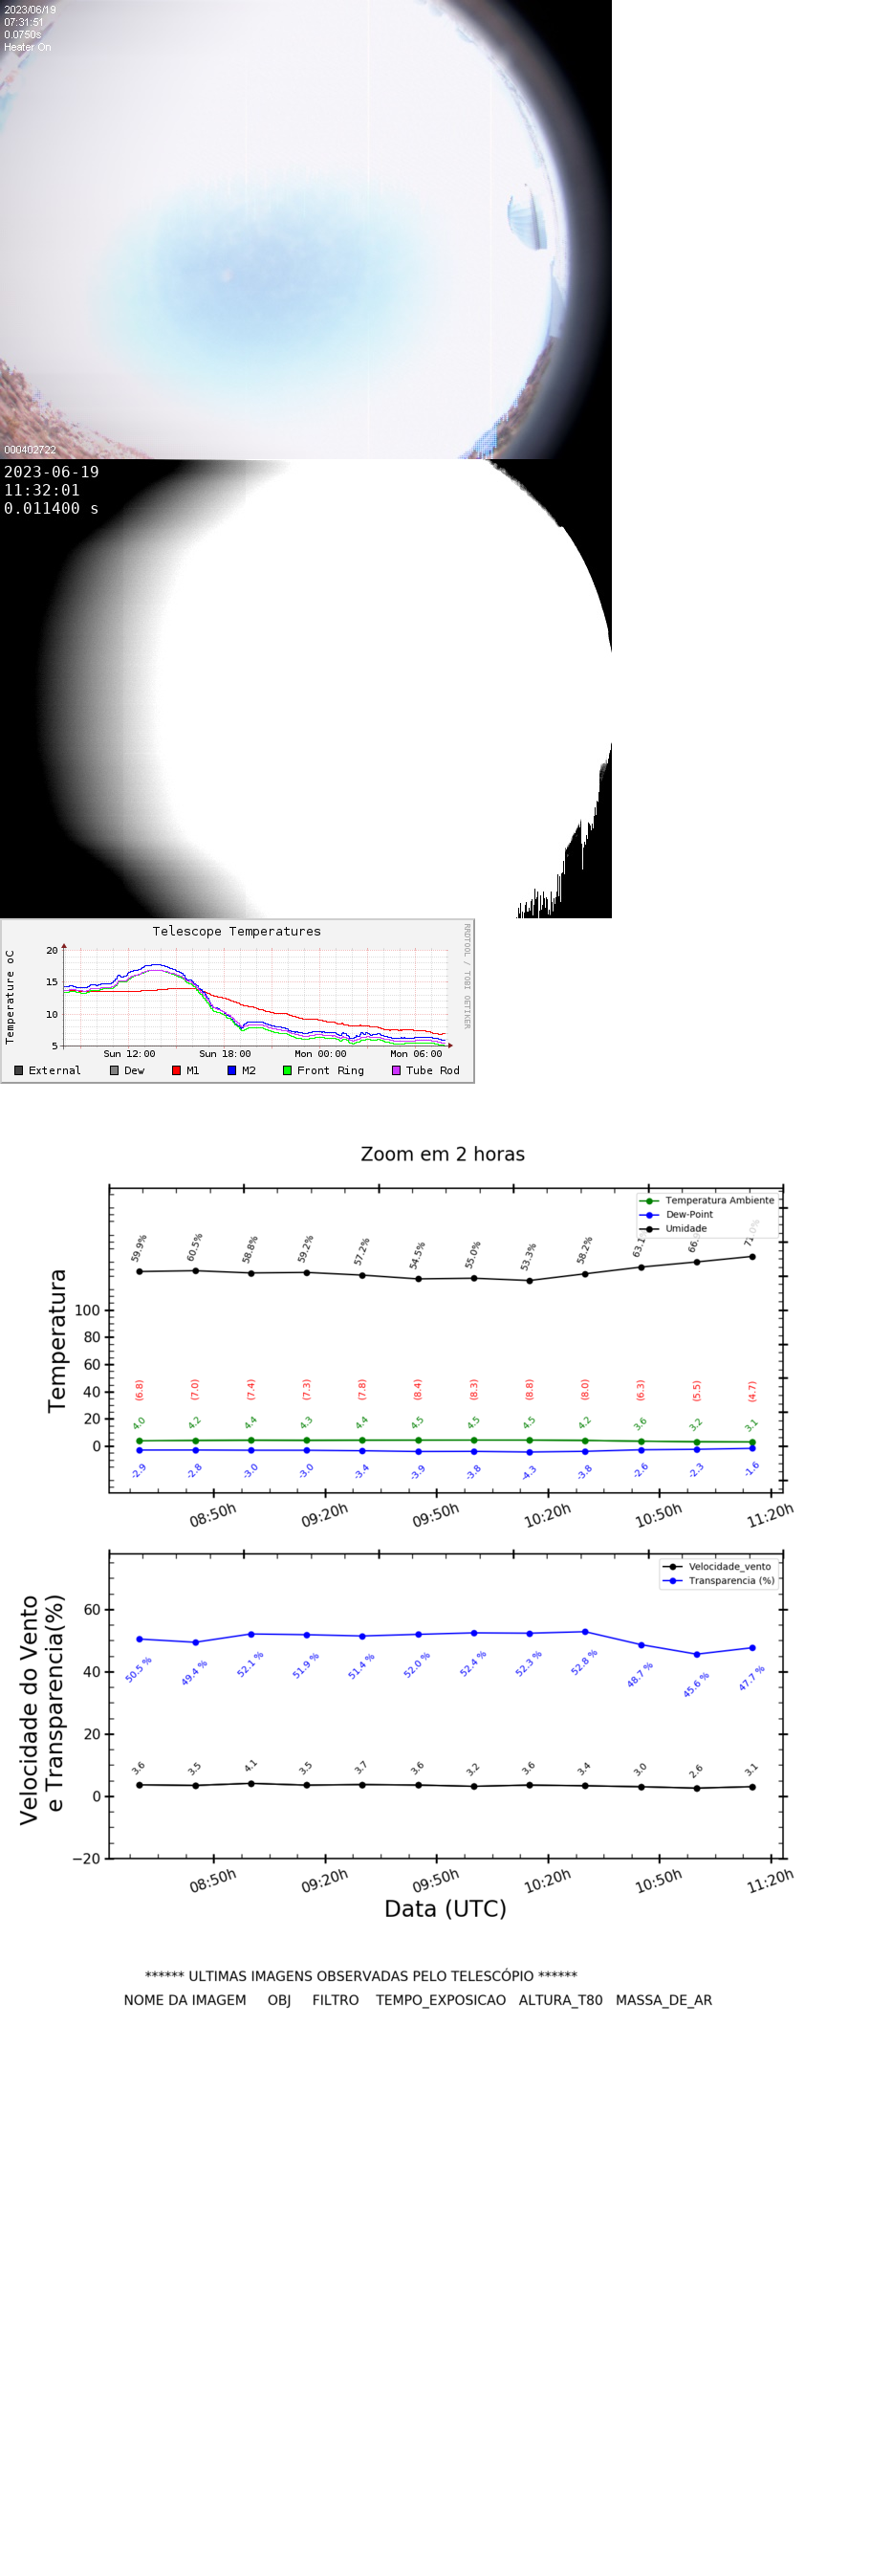 2023/06/19
07:31:51
0.0750s
Heater On
000402722
2023-06-19
11:32:01
0.011400 s
Telescope Temperatures
RRDTOOL / TOBI OETIKER
Temperature oC
20
15
10
5
Sun 12:00 Sun 18:00 Mon 00:00 Mon 06:00
External Dew M1 M2 Front Ring Tube Rod
Zoom em 2 horas
Temperatura Ambiente
Dew-Point
Umidade
59.9% 60.5% 58.8% 59.2% 57.2% 54.5% 55.0% 53.3% 58.2%
Temperatura
100
80
60
40
20
0
(6.8) (7.0) (7.4) (7.3) (7.8) (8.4) (8.3) (8.8) (8.0) (6.3) (5.5) (4.7)
4.0 4.2 4.4 4.3 4.4 4.5 4.5 4.5 4.2 3.6 3.2 3.1
-2.9 -2.8 -3.0 -3.0 -3.4 -3.9 -3.8 -4.3 -3.8 -2.6 -2.3 -1.6
08:50h 09:20h 09:50h 10:20h 10:50h 11:20h
Velocidade_vento
Transparencia (%)
Velocidade do Vento
e Transparencia(%)
60
40
20
0
−20
50.5 % 49.4 % 52.1 % 51.9 % 51.4 % 52.0 % 52.4 % 52.3 % 52.8 % 48.7 % 45.6 % 47.7 %
3.6 3.5 4.1 3.5 3.7 3.6 3.2 3.6 3.4 3.0 2.6 3.1
08:50h 09:20h 09:50h 10:20h 10:50h 11:20h
Data (UTC)
****** ULTIMAS IMAGENS OBSERVADAS PELO TELESCÓPIO ******
NOME DA IMAGEM OBJ FILTRO TEMPO_EXPOSICAO ALTURA_T80 MASSA_DE_AR